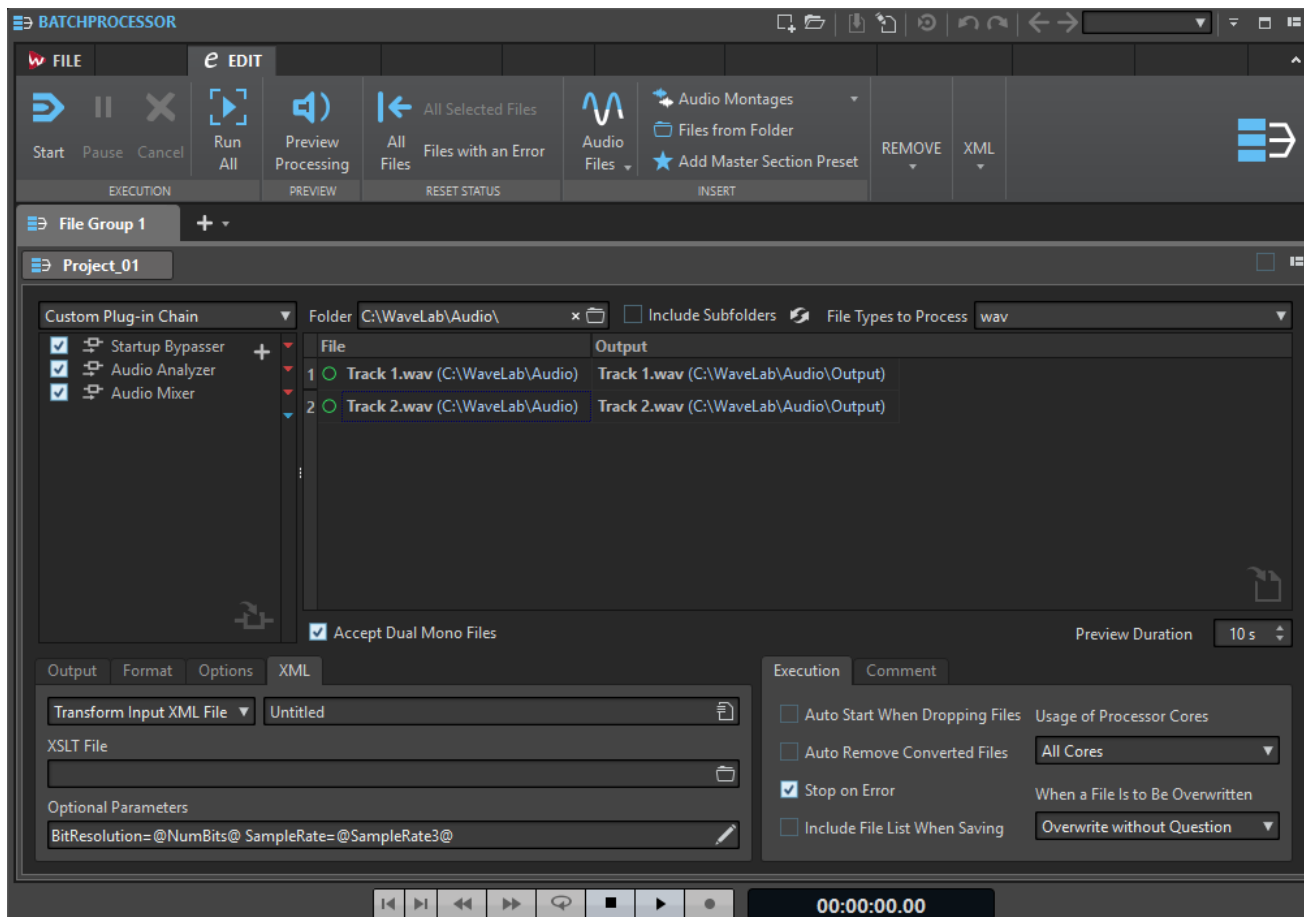 BATCHPROCESSOR
FILE
e EDIT
Start
Pause
Cancel
Run All
Preview Processing
All Files
All Selected Files
Files with an Error
Audio Files
Audio Montages
Files from Folder
Add Master Section Preset
REMOVE
XML
EXECUTION
PREVIEW
RESET STATUS
INSERT
File Group 1
Project_01
Custom Plug-in Chain
Folder C:\WaveLab\Audio\
Include Subfolders
File Types to Process wav
Startup Bypasser
Audio Analyzer
Audio Mixer
File Output
1 Track 1.wav (C:\WaveLab\Audio) Track 1.wav (C:\WaveLab\Audio\Output)
2 Track 2.wav (C:\WaveLab\Audio) Track 2.wav (C:\WaveLab\Audio\Output)
Accept Dual Mono Files
Preview Duration 10 s
Output Format Options XML
Transform Input XML File Untitled
XSLT File
Optional Parameters
BitResolution=@NumBits@ SampleRate=@SampleRate3@
Execution Comment
Auto Start When Dropping Files
Auto Remove Converted Files
Stop on Error
Include File List When Saving
Usage of Processor Cores
All Cores
When a File Is to Be Overwritten
Overwrite without Question
00:00:00.00